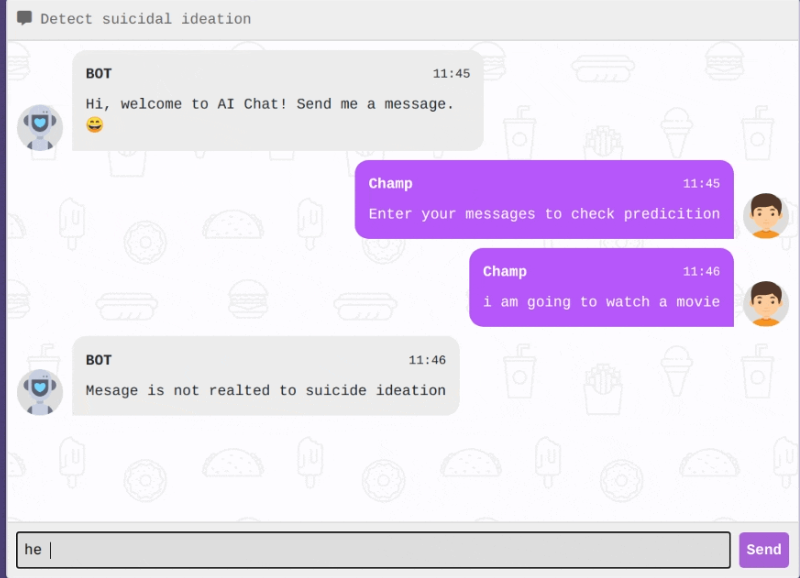 Detect suicidal ideation
BOT 11:45
Hi, welcome to AI Chat! Send me a message.
😄
Champ 11:45
Enter your messages to check predicition
Champ 11:46
i am going to watch a movie
BOT 11:46
Mesage is not realted to suicide ideation
he
Send